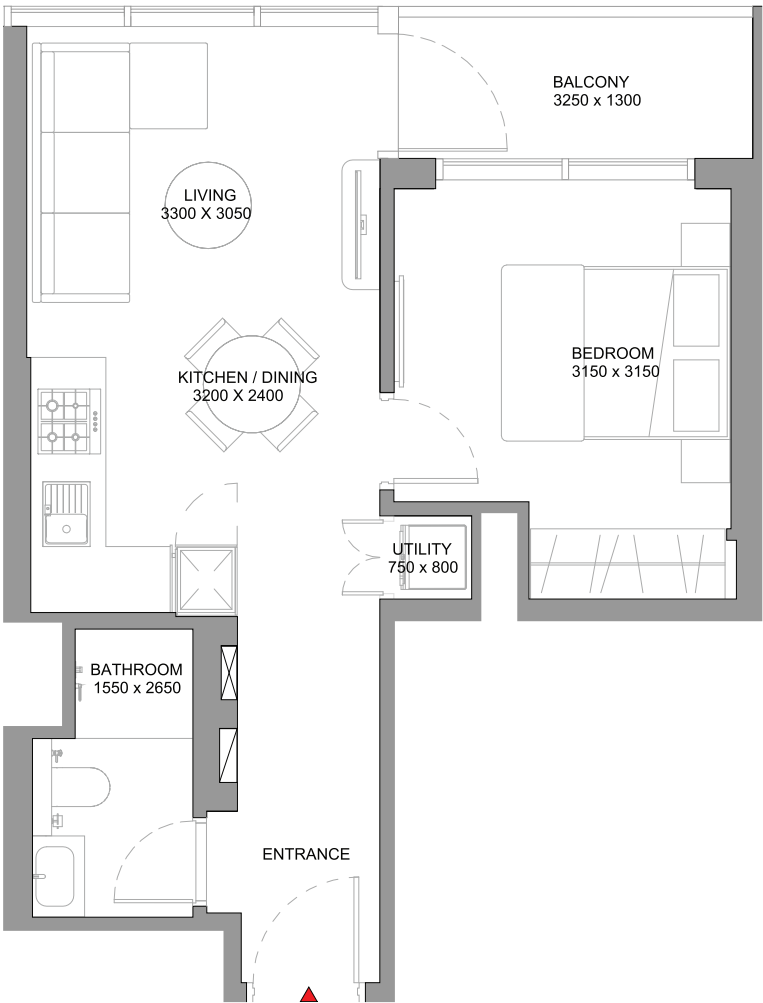 BALCONY
3250 x 1300
LIVING
3300 X 3050
BEDROOM
3150 x 3150
KITCHEN / DINING
3200 X 2400
UTILITY
750 x 800
BATHROOM
1550 x 2650
ENTRANCE